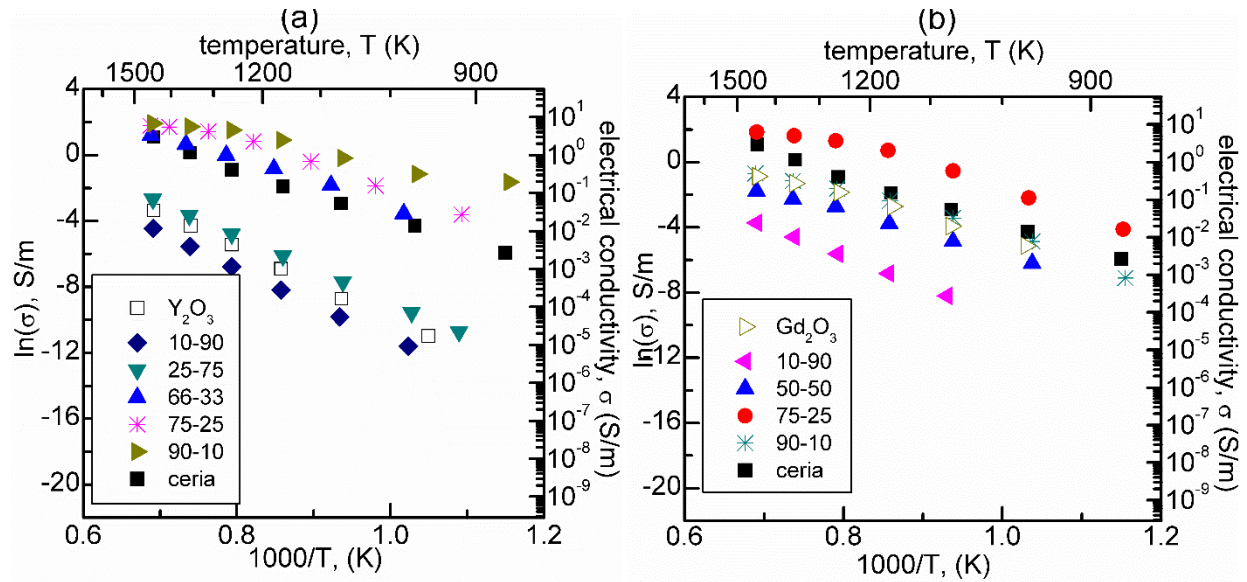 (a)
temperature, T (K)
1500 1200 900
4
0
-4
-8
-12
-16
-20
ln(σ), S/m
10¹
10⁰
10⁻¹
10⁻²
10⁻³
10⁻⁴
10⁻⁵
10⁻⁶
10⁻⁷
10⁻⁸
10⁻⁹
electrical conductivity, σ (S/m)
Y₂O₃
10-90
25-75
66-33
75-25
90-10
ceria
0.6 0.8 1.0 1.2
1000/T, (K)
(b)
temperature, T (K)
1500 1200 900
4
0
-4
-8
-12
-16
-20
ln(σ), S/m
10¹
10⁰
10⁻¹
10⁻²
10⁻³
10⁻⁴
10⁻⁵
10⁻⁶
10⁻⁷
10⁻⁸
10⁻⁹
electrical conductivity, σ (S/m)
Gd₂O₃
10-90
50-50
75-25
90-10
ceria
0.6 0.8 1.0 1.2
1000/T, (K)